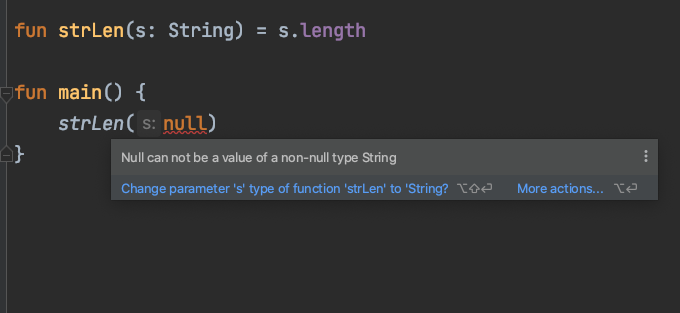 fun strLen(s: String) = s.length
fun main() {
strLen( s: null)
}
Null can not be a value of a non-null type String
Change parameter 's' type of function 'strLen' to 'String? ⌥⇧⏎ More actions... ⌥⏎